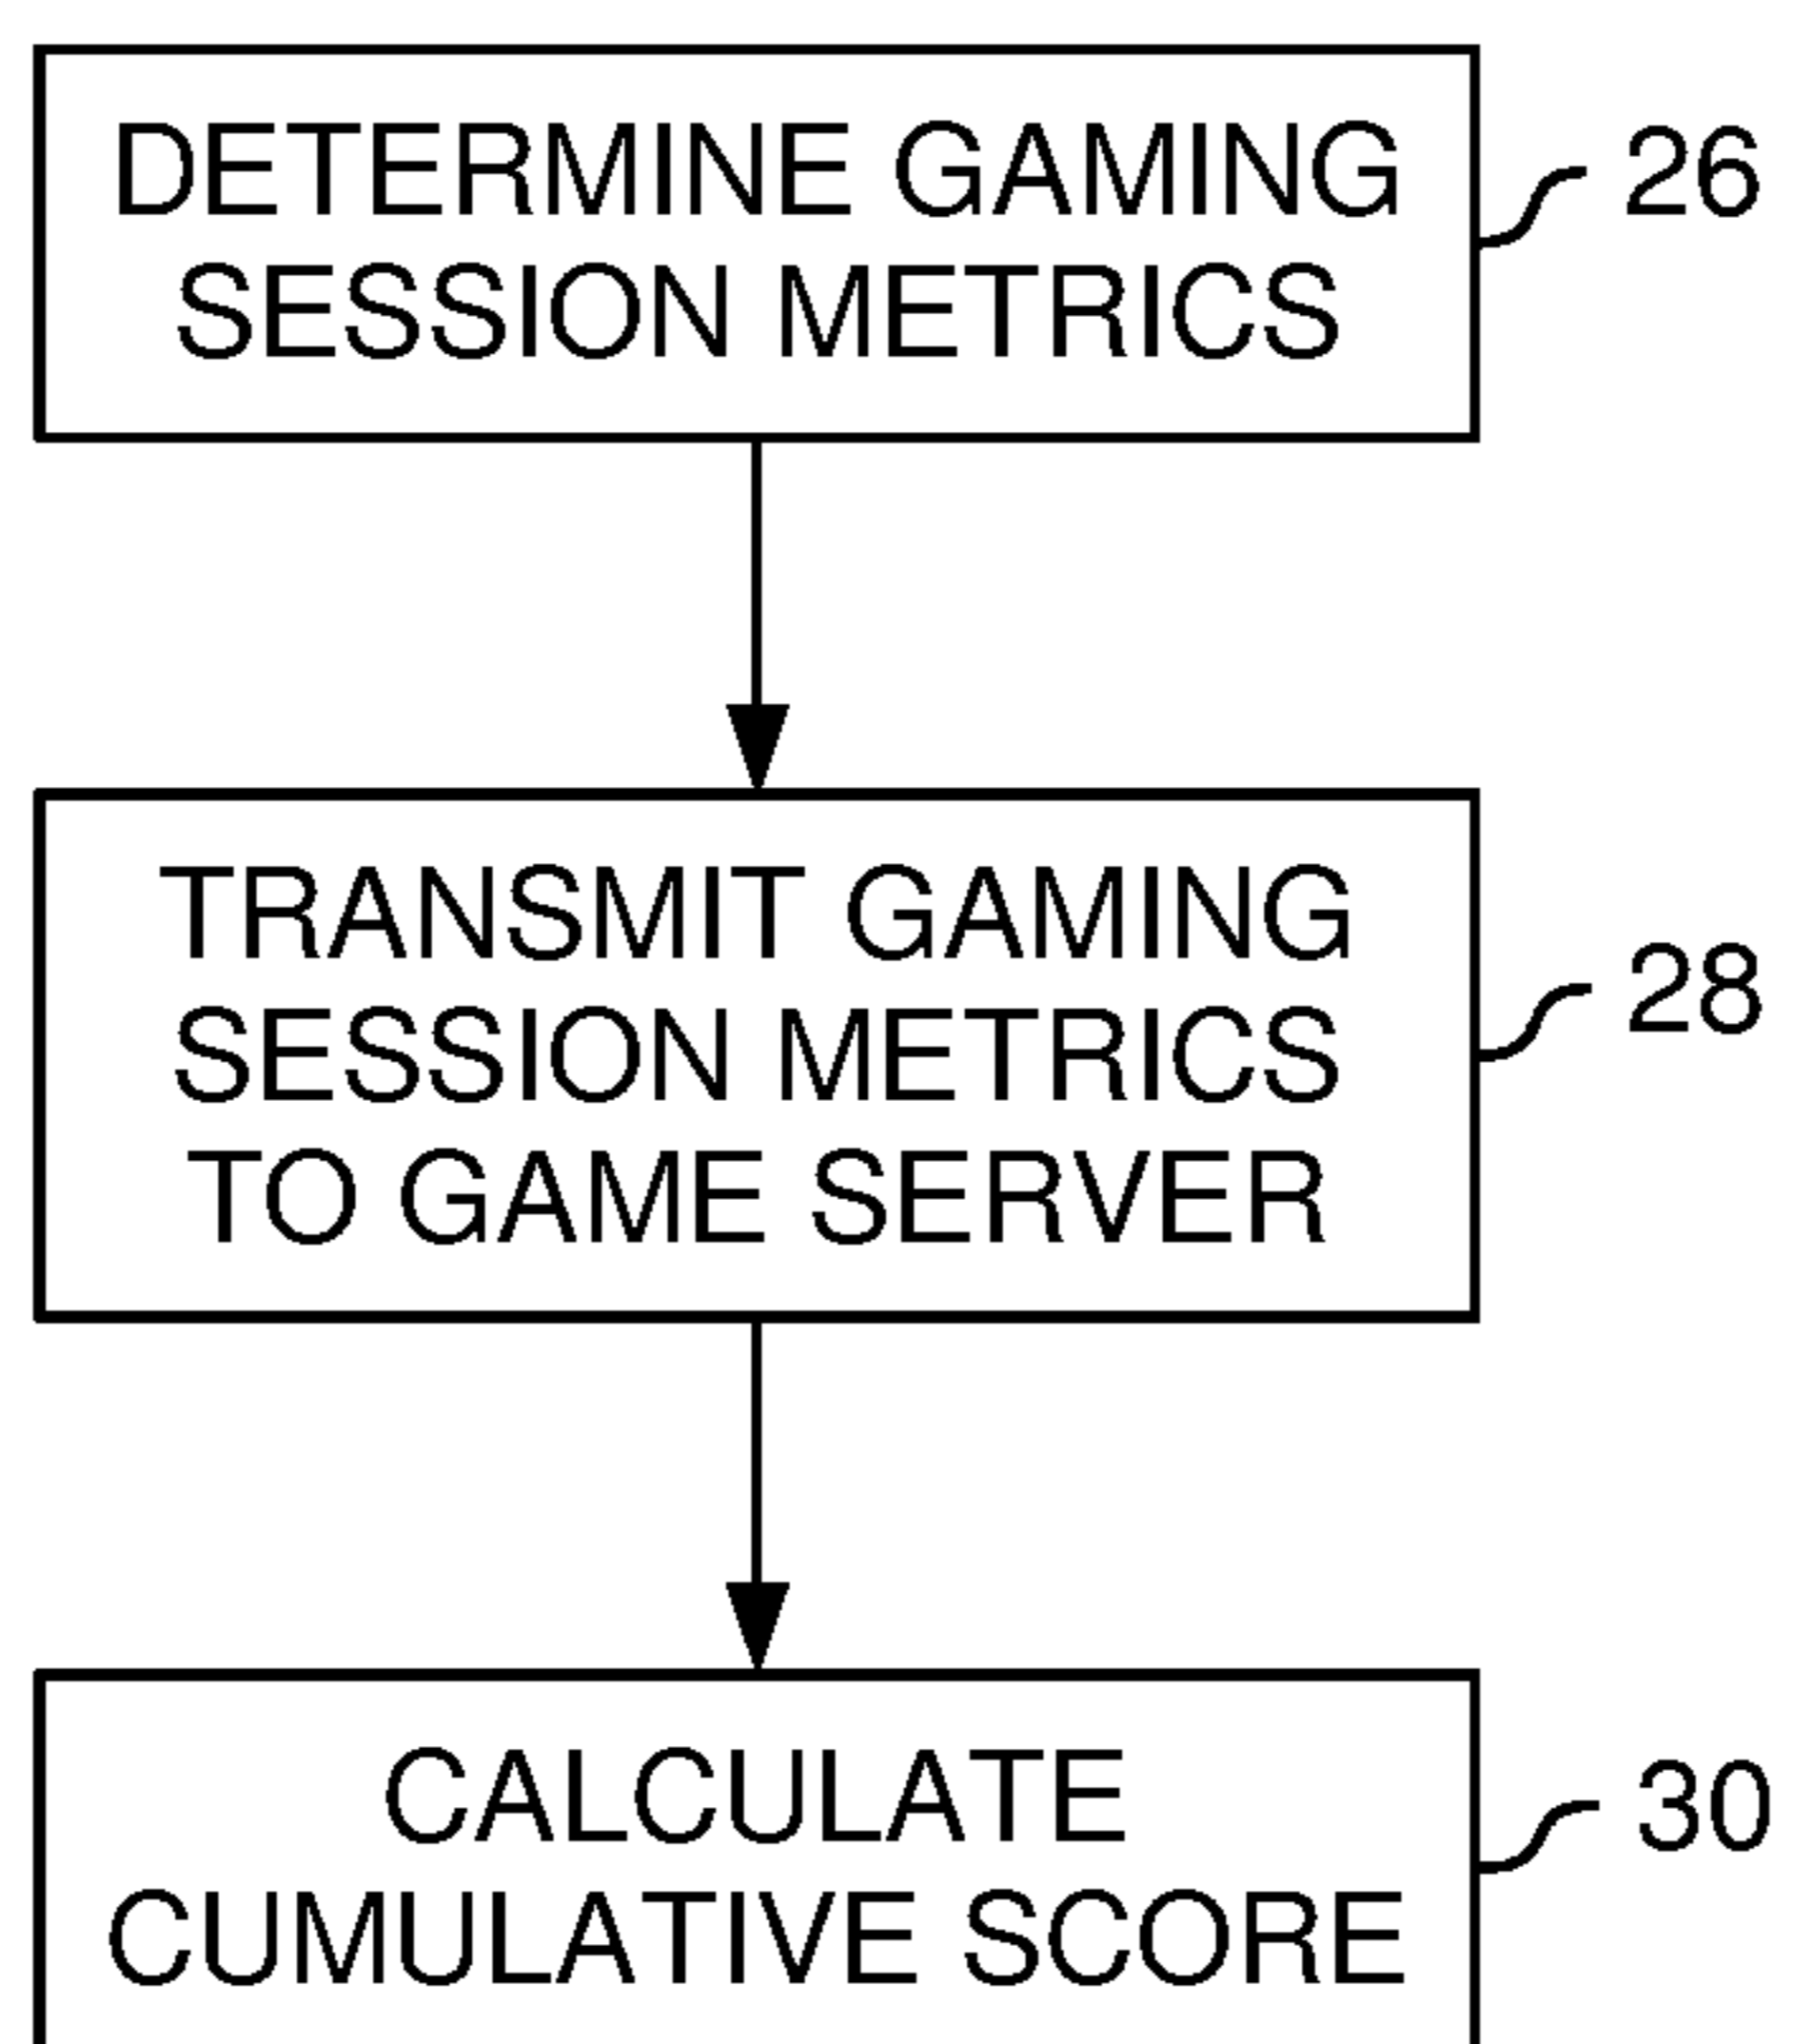 DETERMINE GAMING
SESSION METRICS
26
TRANSMIT GAMING
SESSION METRICS
TO GAME SERVER
28
CALCULATE
CUMULATIVE SCORE
30